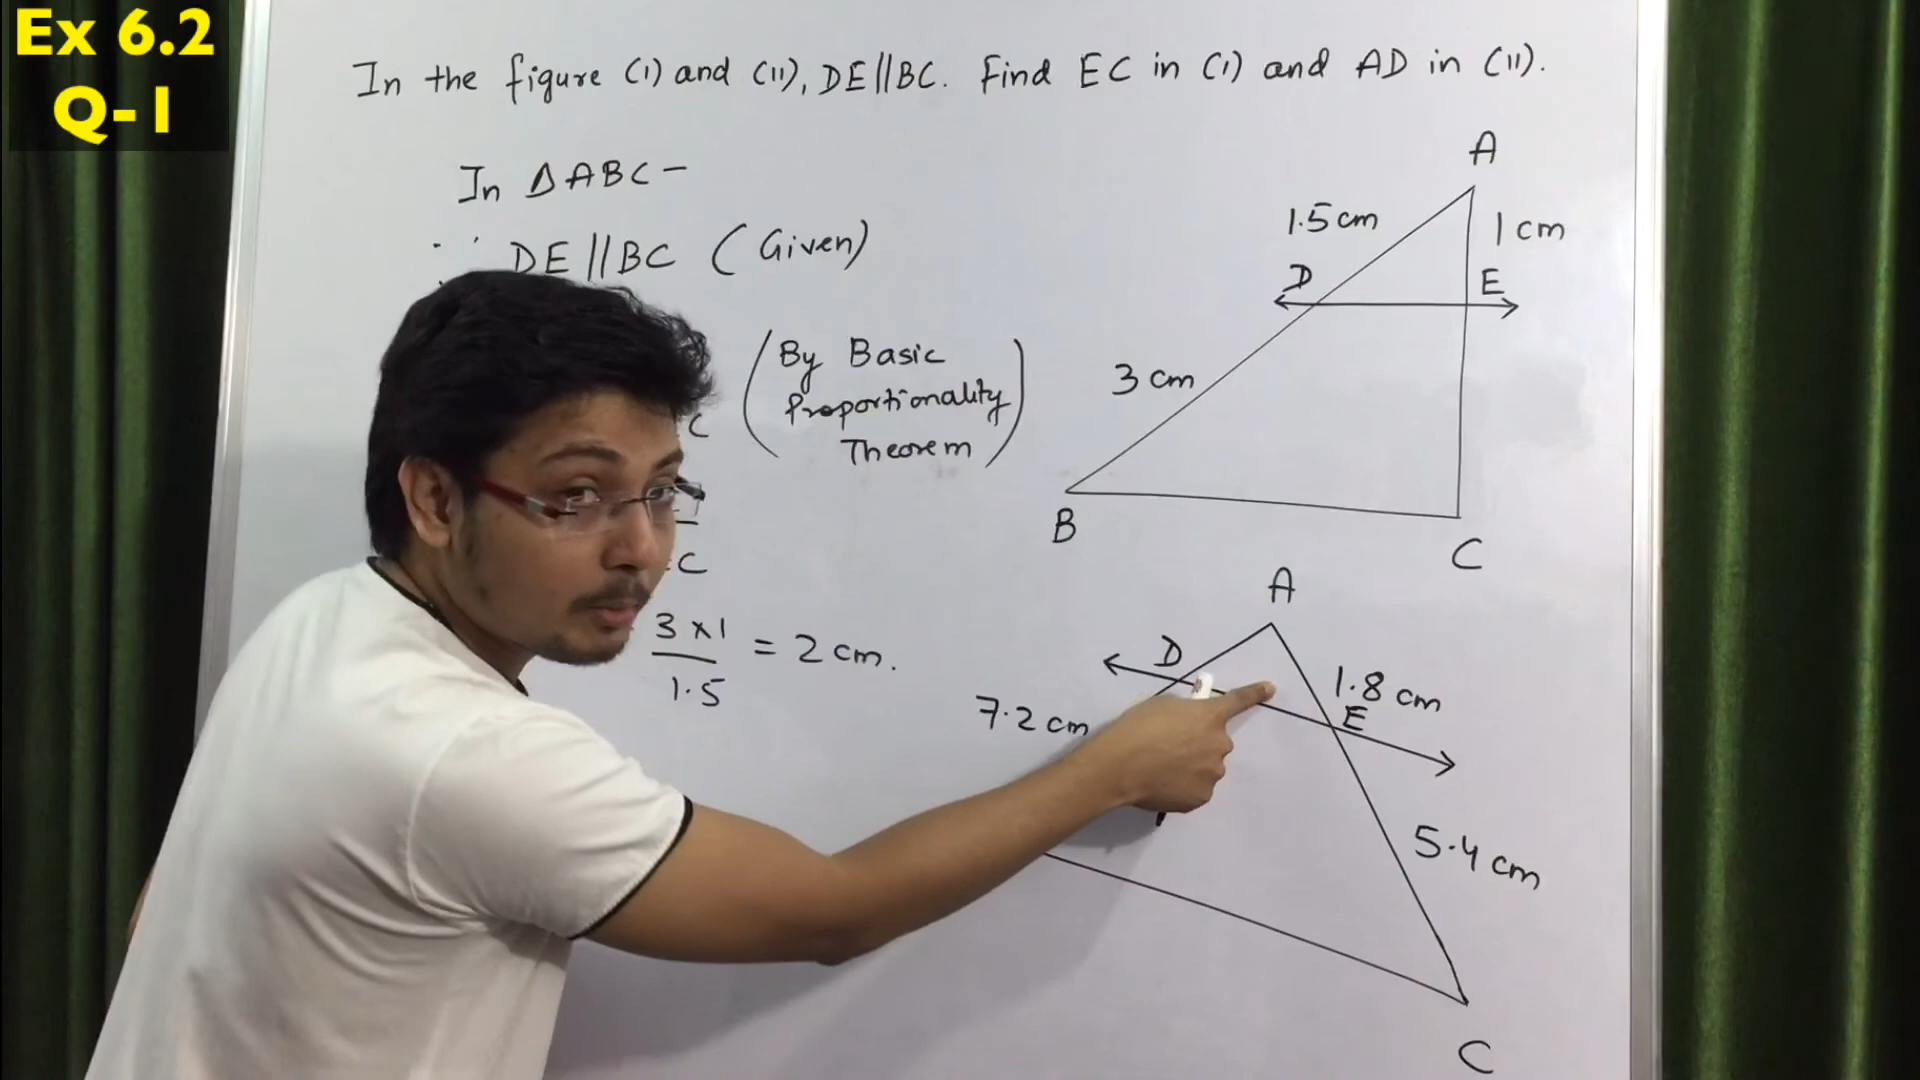 Ex 6.2
Q-1
In the figure (i) and (ii), DE||BC. Find EC in (i) and AD in (ii).
In ΔABC –
DE||BC (Given)
(By Basic
Proportionality
Theorem)
C
C
3×1
1.5
= 2 cm.
A
1.5 cm
1 cm
D
E
3 cm
B
C
A
D
1.8 cm
E
7.2 cm
5.4 cm
C